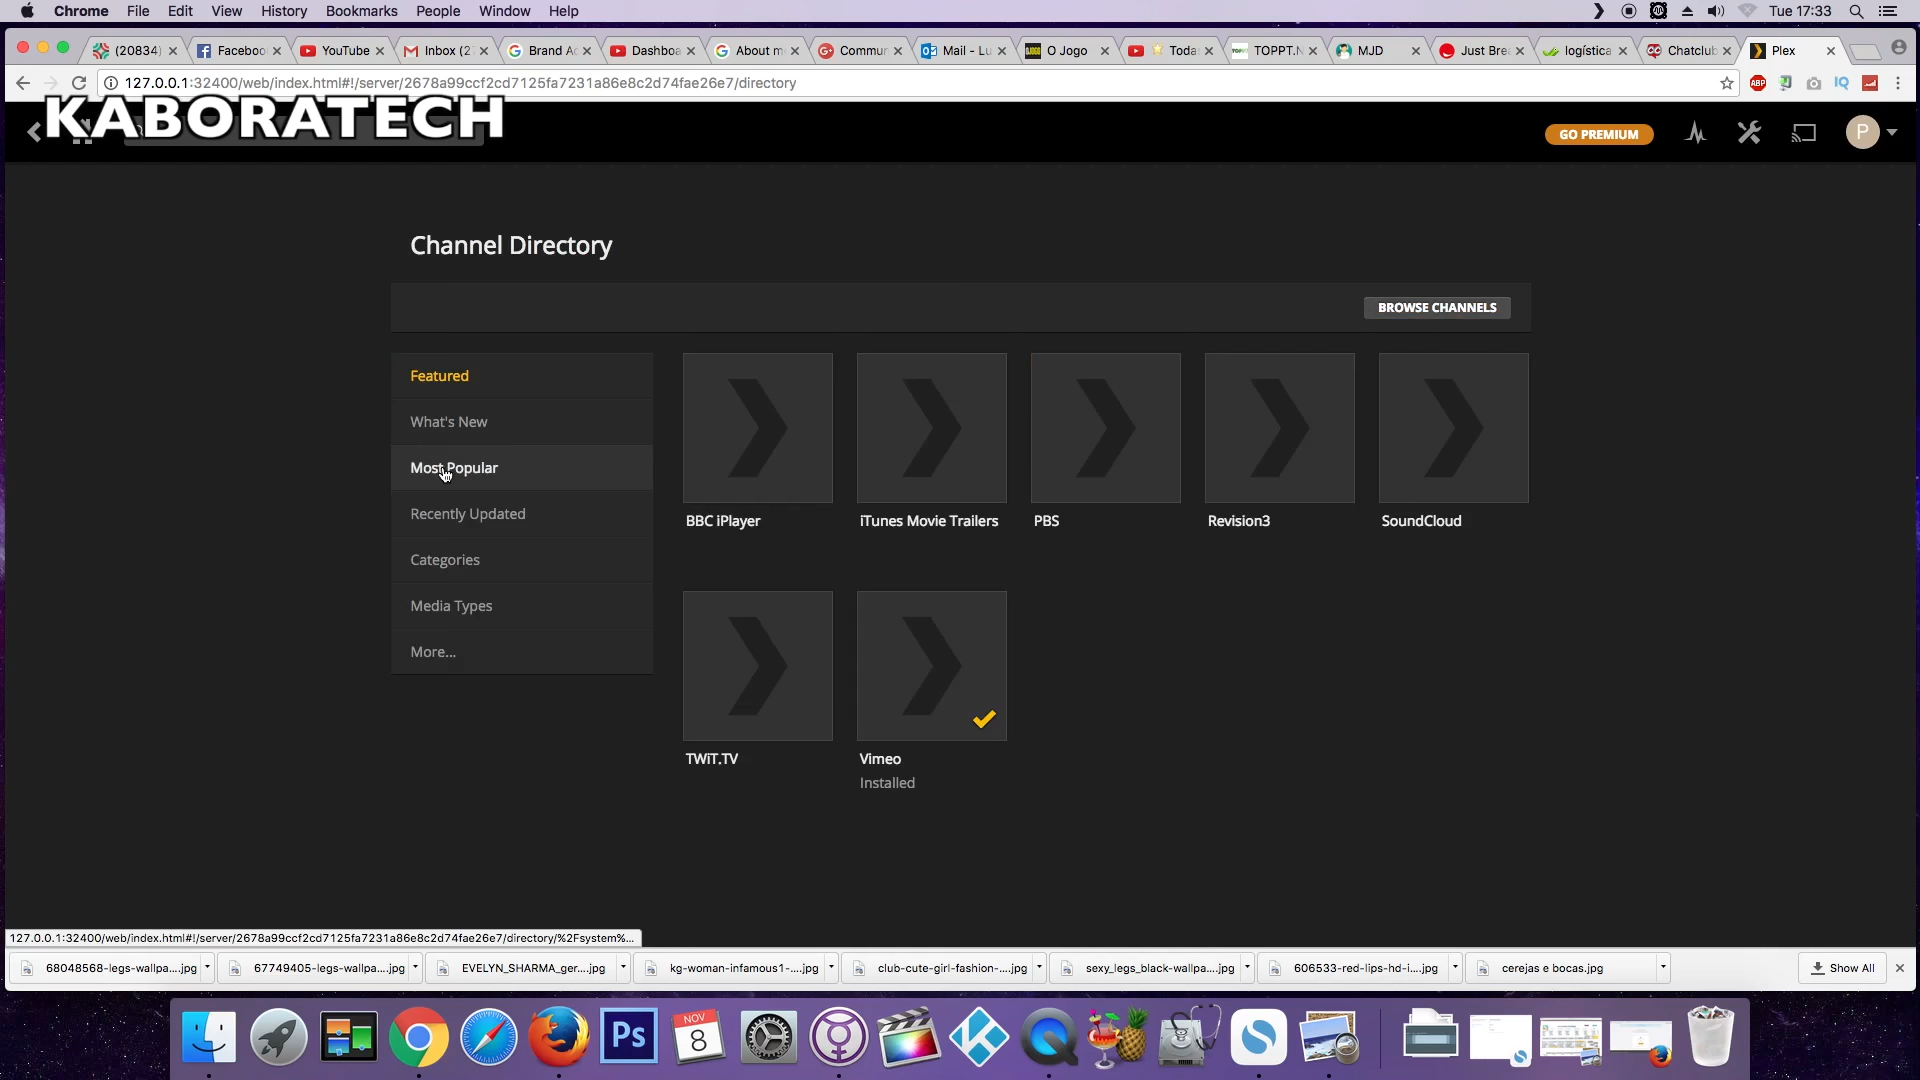 Chrome File Edit View History Bookmarks People Window Help Tue 17:33
(20834) Faceboo YouTube Inbox (2 Brand Ac Dashboa About m Commun Mail - Lu O Jogo Toda TOPPT.N MJD Just Bre logística Chatclub Plex
127.0.0.1:32400/web/index.html#!/server/2678a99ccf2cd7125fa7231a86e8c2d74fae26e7/directory ABP IQ
KABORATECH
GO PREMIUM P
Channel Directory
BROWSE CHANNELS
Featured
What's New
Most Popular
Recently Updated
Categories
Media Types
More...
BBC iPlayer iTunes Movie Trailers PBS Revision3 SoundCloud
TWiT.TV Vimeo
Installed
127.0.0.1:32400/web/index.html#!/server/2678a99ccf2cd7125fa7231a86e8c2d74fae26e7/directory/%2Fsystem%...
68048568-legs-wallpa....jpg 67749405-legs-wallpa....jpg EVELYN_SHARMA_ger....jpg kg-woman-infamous1-....jpg club-cute-girl-fashion-....jpg sexy_legs_black-wallpa....jpg 606533-red-lips-hd-i....jpg cerejas e bocas.jpg Show All
Ps NOV 8